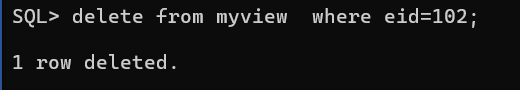 SQL> delete from myview  where eid=102;
1 row deleted.